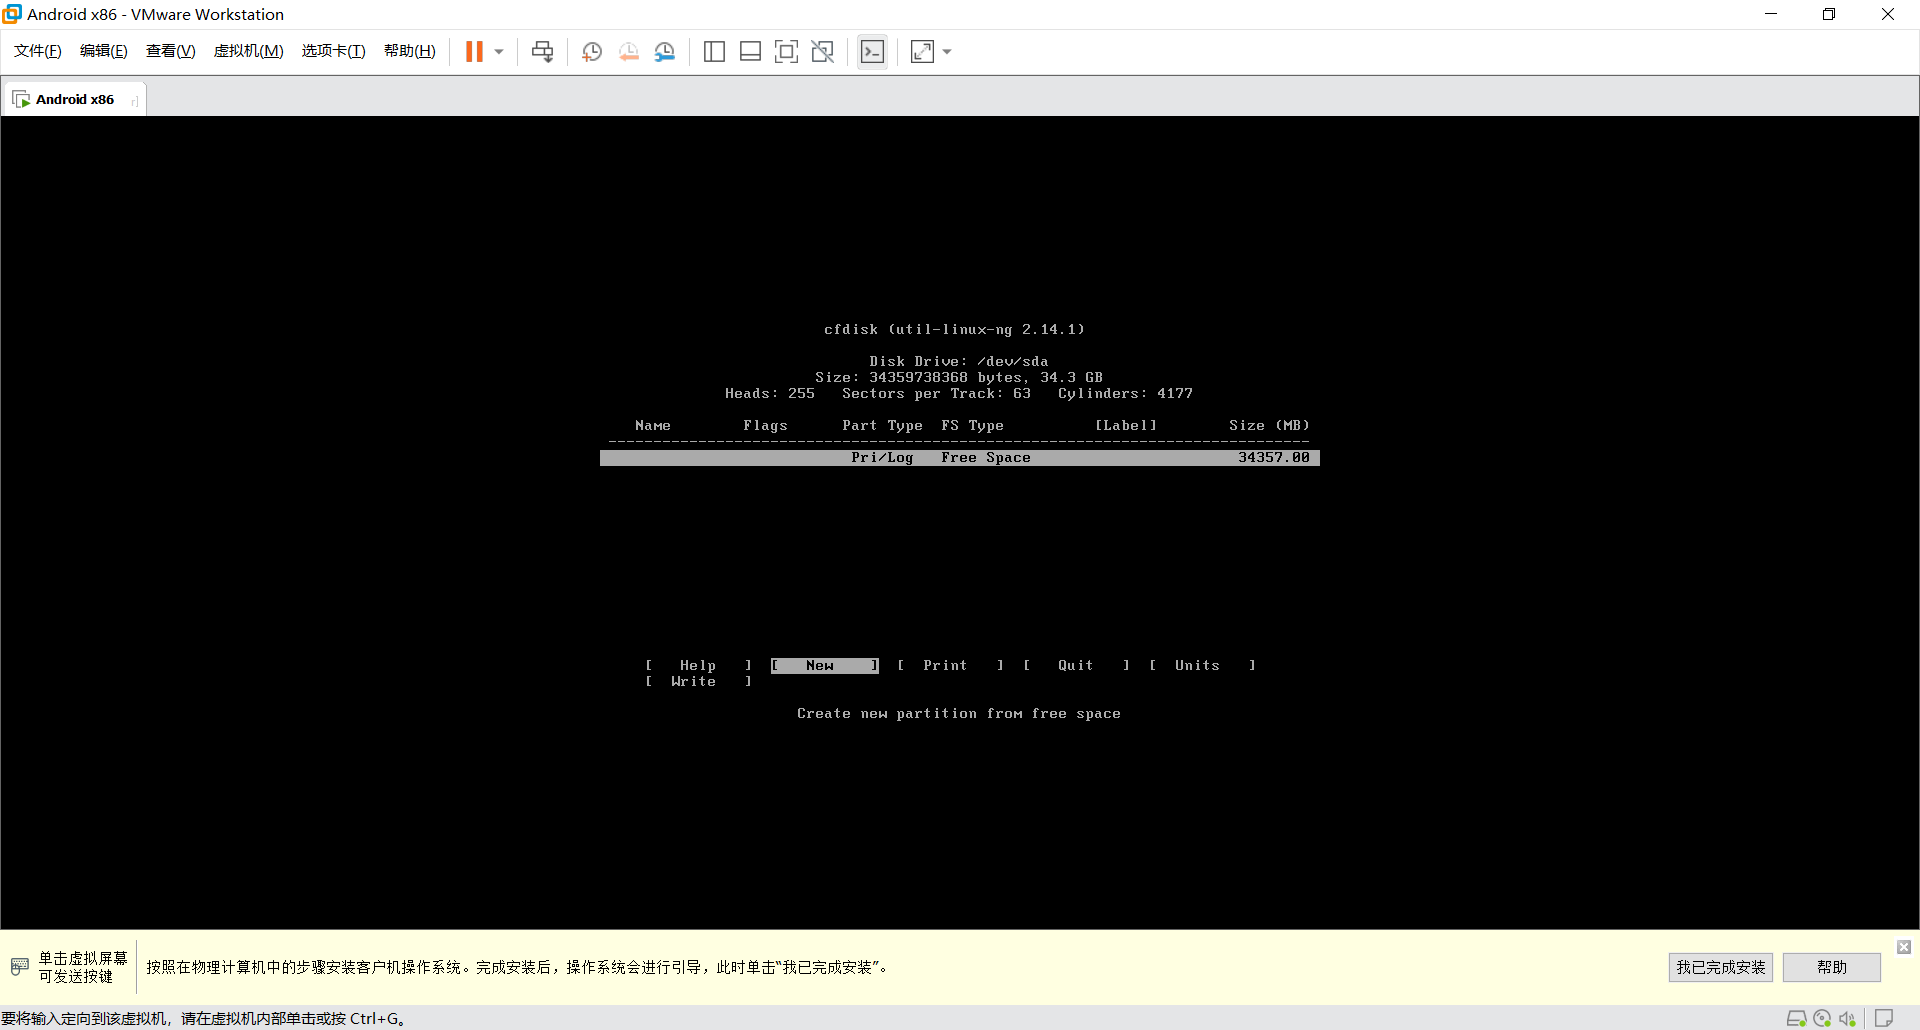 Android x86 - VMware Workstation
文件(F) 编辑(E) 查看(V) 虚拟机(M) 选项卡(T) 帮助(H)
Android x86
cfdisk (util-linux-ng 2.14.1)
Disk Drive: /dev/sda
Size: 34359738368 bytes, 34.3 GB
Heads: 255   Sectors per Track: 63   Cylinders: 4177
Name        Flags      Part Type  FS Type          [Label]        Size (MB)
------------------------------------------------------------------------------
Pri/Log   Free Space                       34357.00
[   Help   ]  [   New    ]  [  Print   ]  [   Quit   ]  [  Units   ]
[  Write   ]
Create new partition from free space
单击虚拟屏幕
可发送按键
按照在物理计算机中的步骤安装客户机操作系统。完成安装后，操作系统会进行引导，此时单击“我已完成安装”。
我已完成安装
帮助
要将输入定向到该虚拟机，请在虚拟机内部单击或按 Ctrl+G。